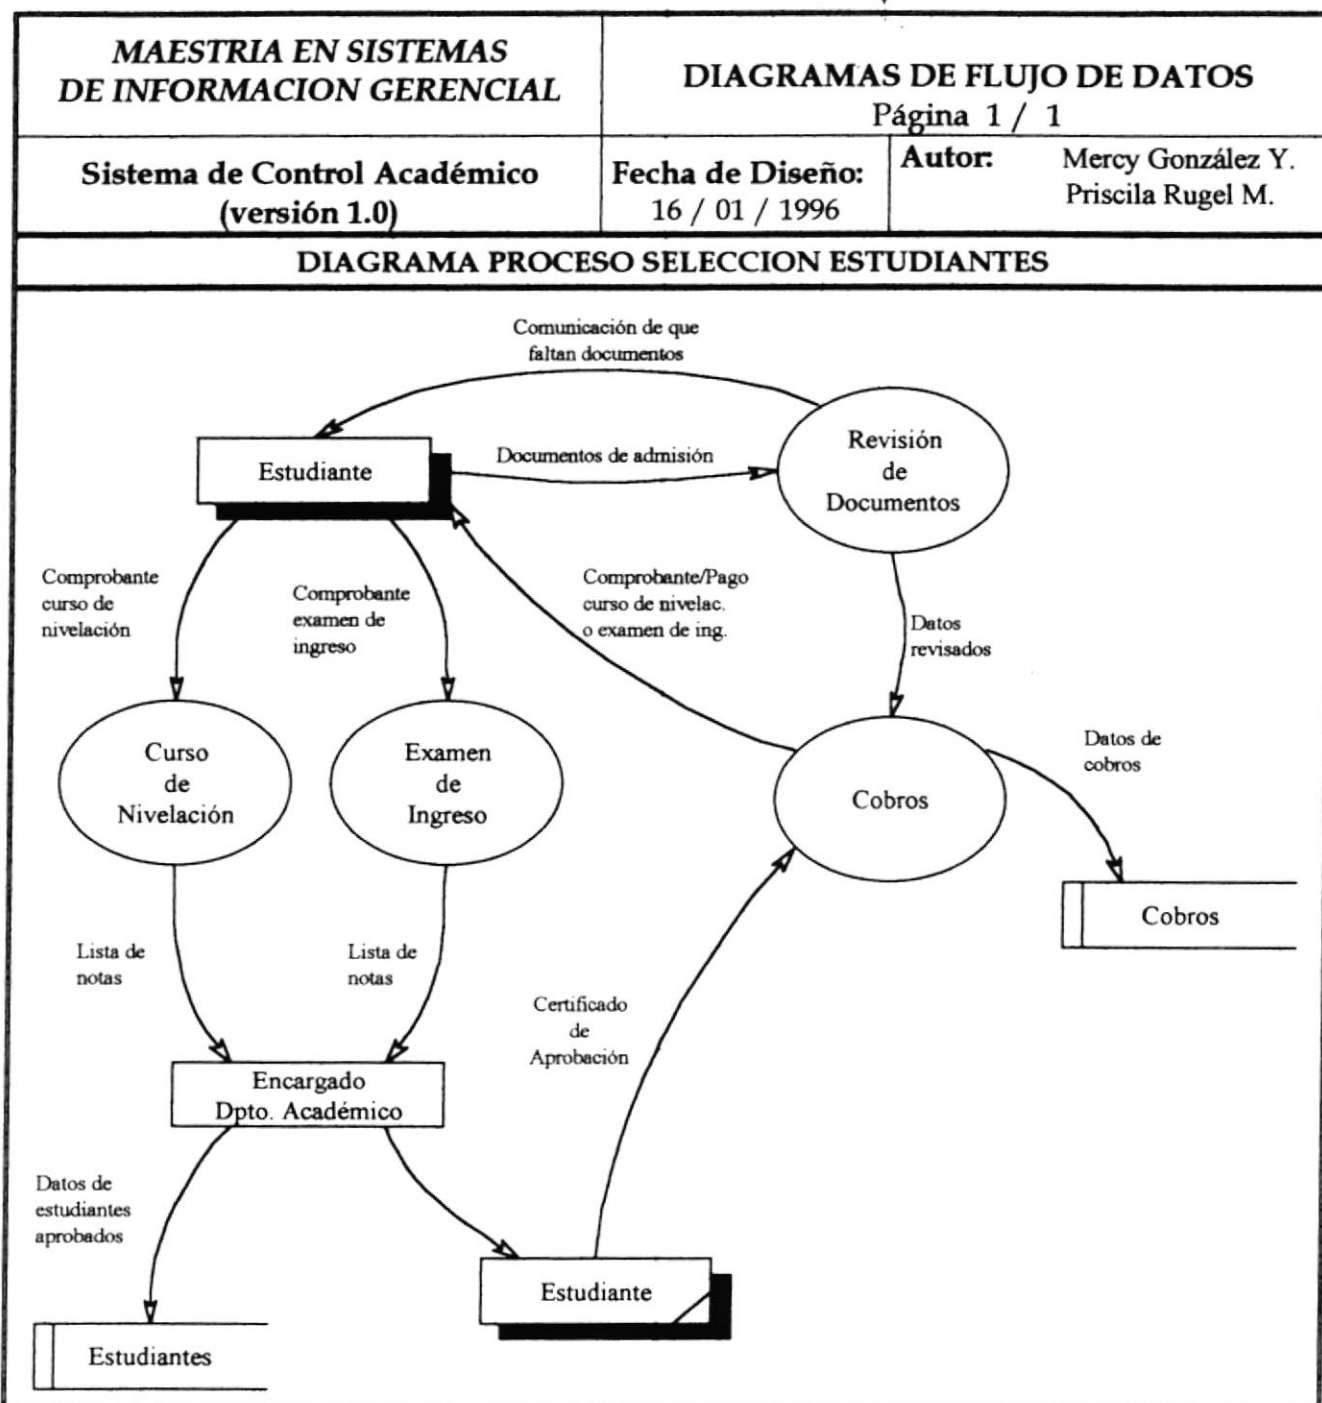 MAESTRIA EN SISTEMAS
DE INFORMACION GERENCIAL
DIAGRAMAS DE FLUJO DE DATOS
Página 1 / 1
Sistema de Control Académico
(versión 1.0)
Fecha de Diseño:
16 / 01 / 1996
Autor: Mercy González Y.
Priscila Rugel M.
DIAGRAMA PROCESO SELECCION ESTUDIANTES
Comunicación de que
faltan documentos
Estudiante
Documentos de admisión
Revisión
de
Documentos
Comprobante
curso de
nivelación
Comprobante
examen de
ingreso
Comprobante/Pago
curso de nivelac.
o examen de ing.
Datos
revisados
Curso
de
Nivelación
Examen
de
Ingreso
Cobros
Datos de
cobros
Cobros
Lista de
notas
Lista de
notas
Certificado
de
Aprobación
Encargado
Dpto. Académico
Datos de
estudiantes
aprobados
Estudiante
Estudiantes